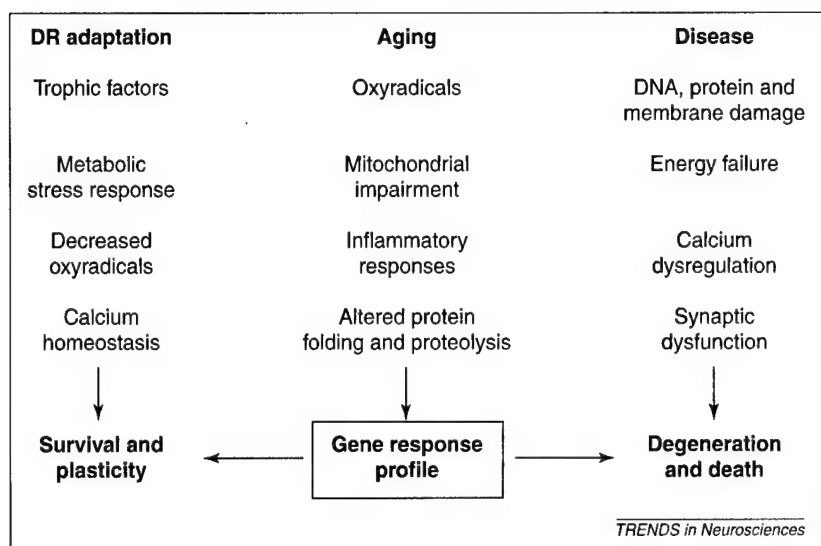 DR adaptation
Aging
Disease
Trophic factors
Oxyradicals
DNA, protein and
membrane damage
Metabolic
stress response
Mitochondrial
impairment
Energy failure
Decreased
oxyradicals
Inflammatory
responses
Calcium
dysregulation
Calcium
homeostasis
Altered protein
folding and proteolysis
Synaptic
dysfunction
Survival and
plasticity
Gene response
profile
Degeneration
and death
TRENDS in Neurosciences